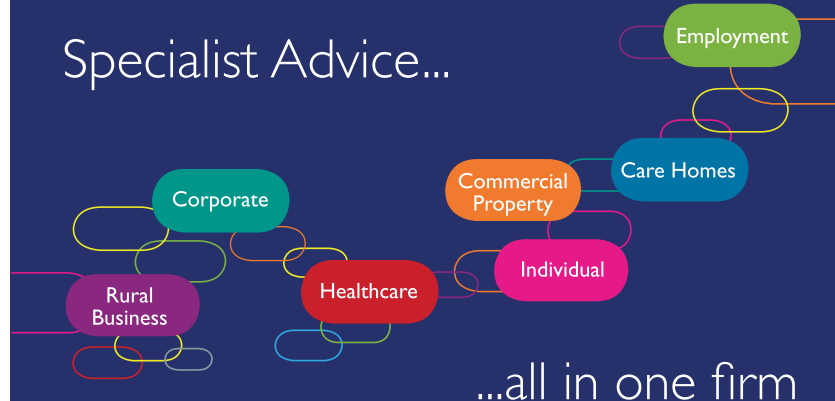 Specialist Advice...
Employment
Care Homes
Commercial
Property
Corporate
Individual
Healthcare
Rural
Business
...all in one firm